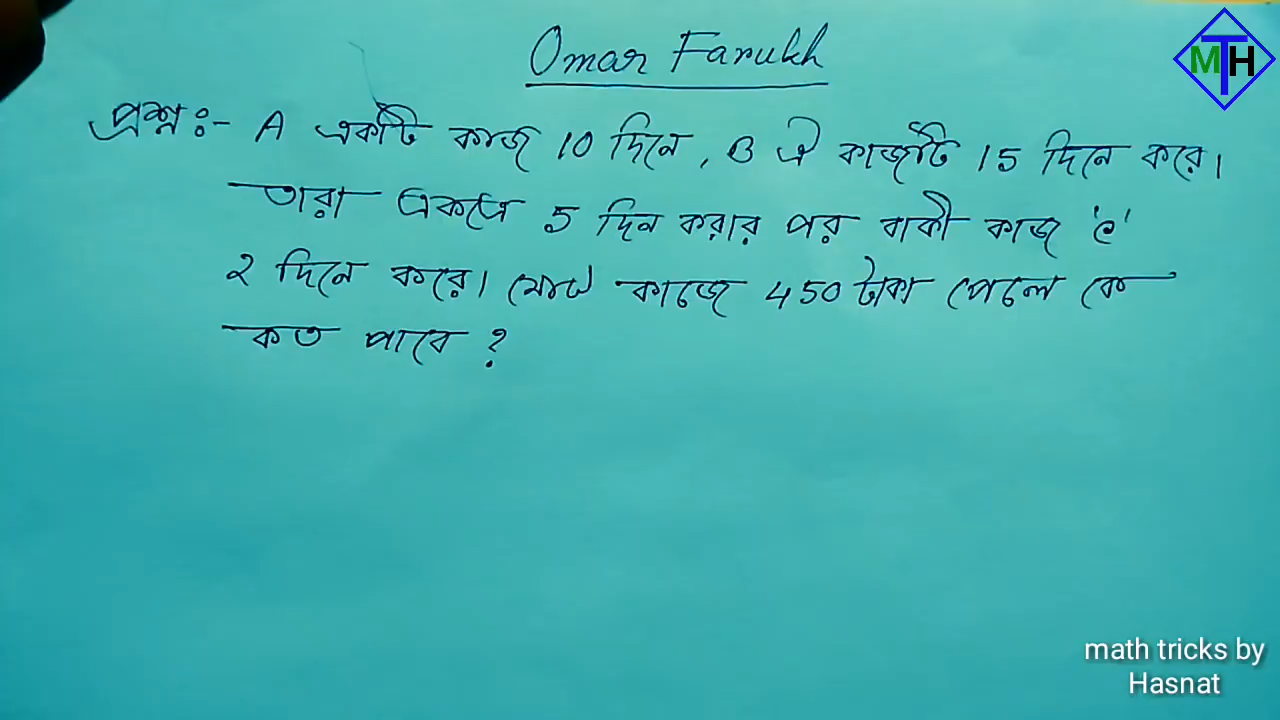 Omar Farukh
MTH
প্রশ্নঃ- A একটি কাজ 10 দিনে, B ঐ কাজটি 15 দিনে করে।
তারা একত্রে 5 দিন করার পর বাকী কাজ 'c'
২ দিনে করে। মোট কাজে 450 টাকা পেলে কে
কত পাবে ?
math tricks by
Hasnat